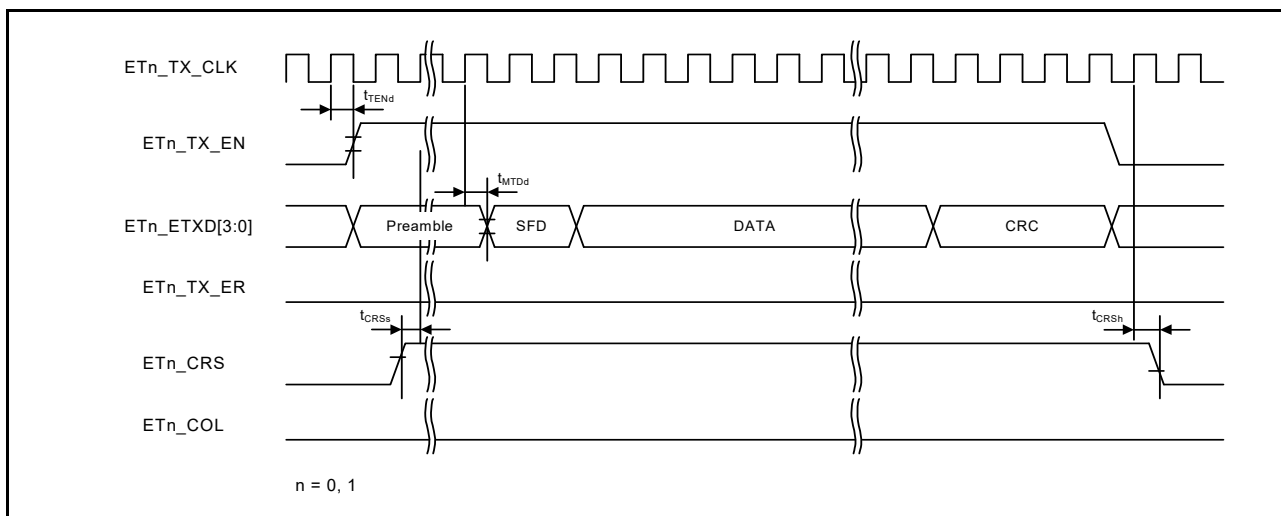 ETn_TX_CLK
tTENd
ETn_TX_EN
tMTDd
ETn_ETXD[3:0] Preamble SFD DATA CRC
ETn_TX_ER
tCRSs tCRSh
ETn_CRS
ETn_COL
n = 0, 1